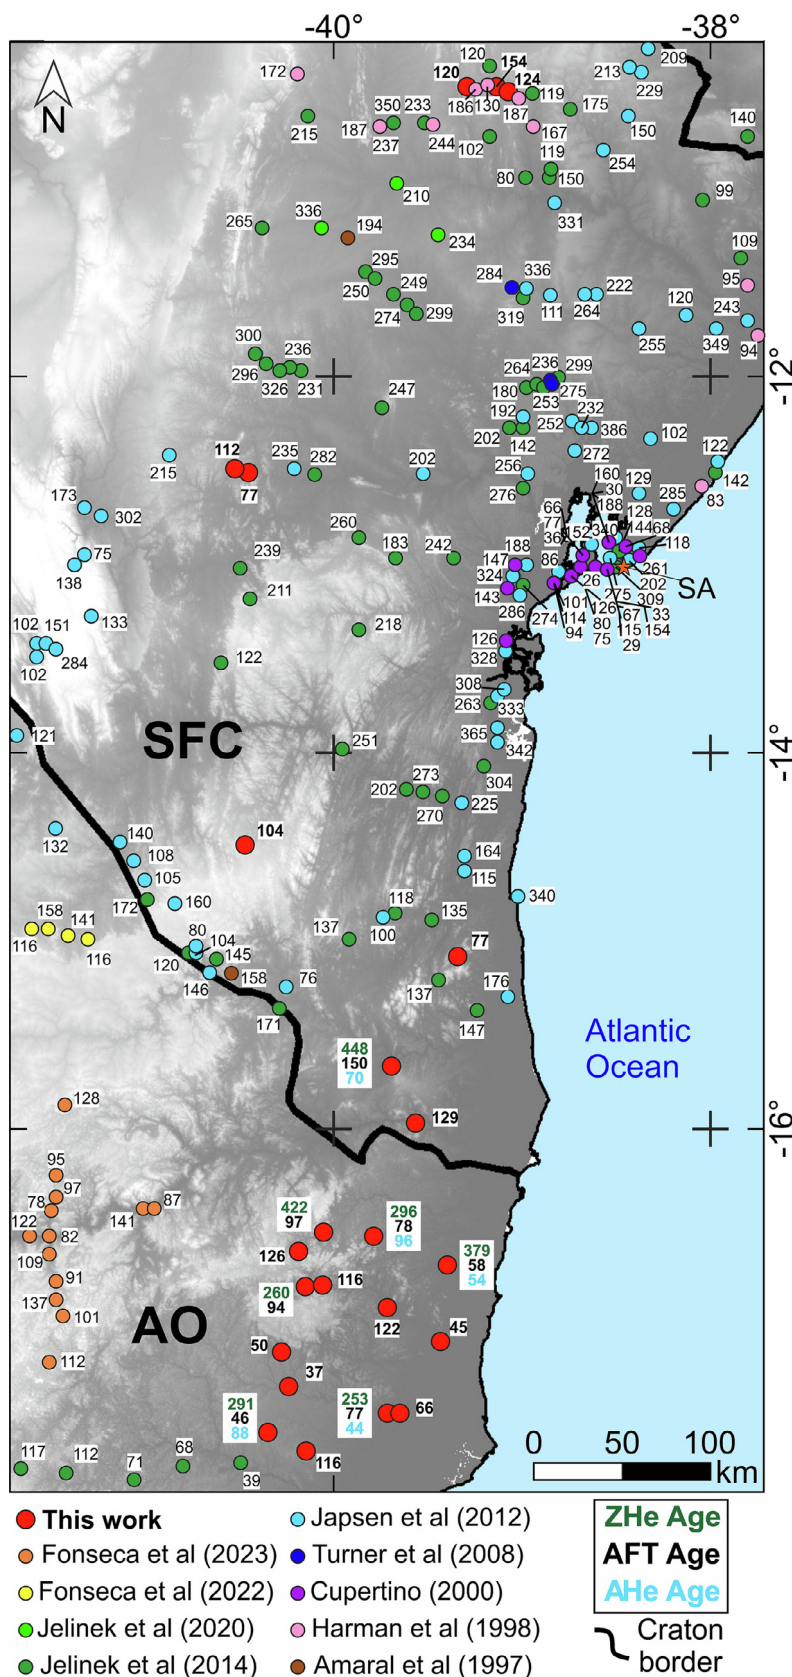 -40° -38°
209
120
120 154
213
172 124
229
186 130 119
215 350 233 187 175 150 140
187 237 244 167
102 254
119
80 150
210 99
331
265 336 194
234
109
295
284 336 95
250 249 222
274 299 319 111 264 120 243
255 349 94
300
236
296 264 236 299
326 231 180 253 275
-12°
247
192 252 232
202 142 386
112 272 102
215 235 282 202 256 122
77 160 129 142
276 30 285 83
173 66 188 128
302 77 144 68
260 36 152 340
75 183 242 188 86 118
138 239 147 261
324 26 275 202 SA
211 143 101 126 309
133 286 274 114 80 67 33
218 94 75 115 154
29
102 151
126
284
102 122 328
308
263 333
SFC
121 251 365
342
-14°
304
273
202
270 225
132 140 104
108 164
105 115
172 160 340
158 118
141 135
116 116 80 104 137 100
120 145 77
146 158 76 137 176
171 147
Atlantic
Ocean
448
150
70
128
129
-16°
95
97
78 87
141
122 82
109
91
137
101
112
422
97
296
78
96
379
58
54
126
260
94
116
AO
122
45
50
37
291
46
88
253
77
44
66
116
117 112 71 68 39
0 50 100
km
N
This work
Fonseca et al (2023)
Fonseca et al (2022)
Jelinek et al (2020)
Jelinek et al (2014)
Japsen et al (2012)
Turner et al (2008)
Cupertino (2000)
Harman et al (1998)
Amaral et al (1997)
ZHe Age
AFT Age
AHe Age
Craton
border